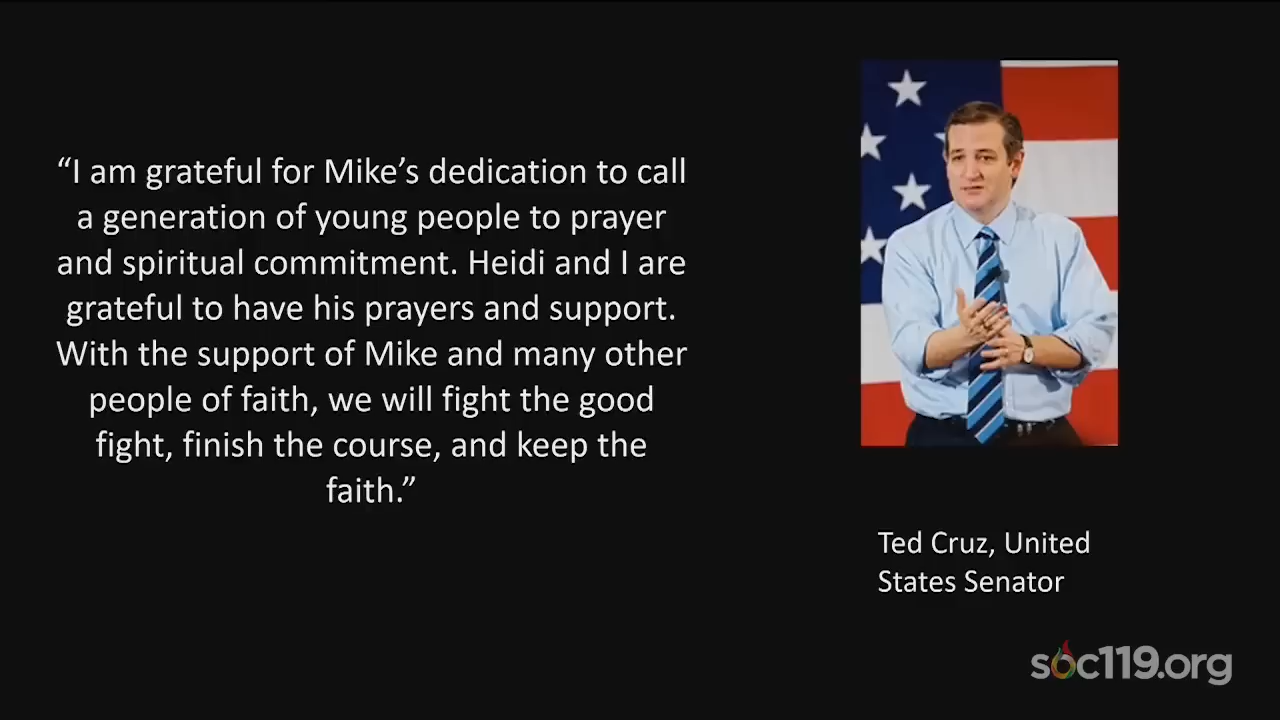 “I am grateful for Mike’s dedication to call
a generation of young people to prayer
and spiritual commitment. Heidi and I are
grateful to have his prayers and support.
With the support of Mike and many other
people of faith, we will fight the good
fight, finish the course, and keep the
faith.”
Ted Cruz, United
States Senator
soc119.org